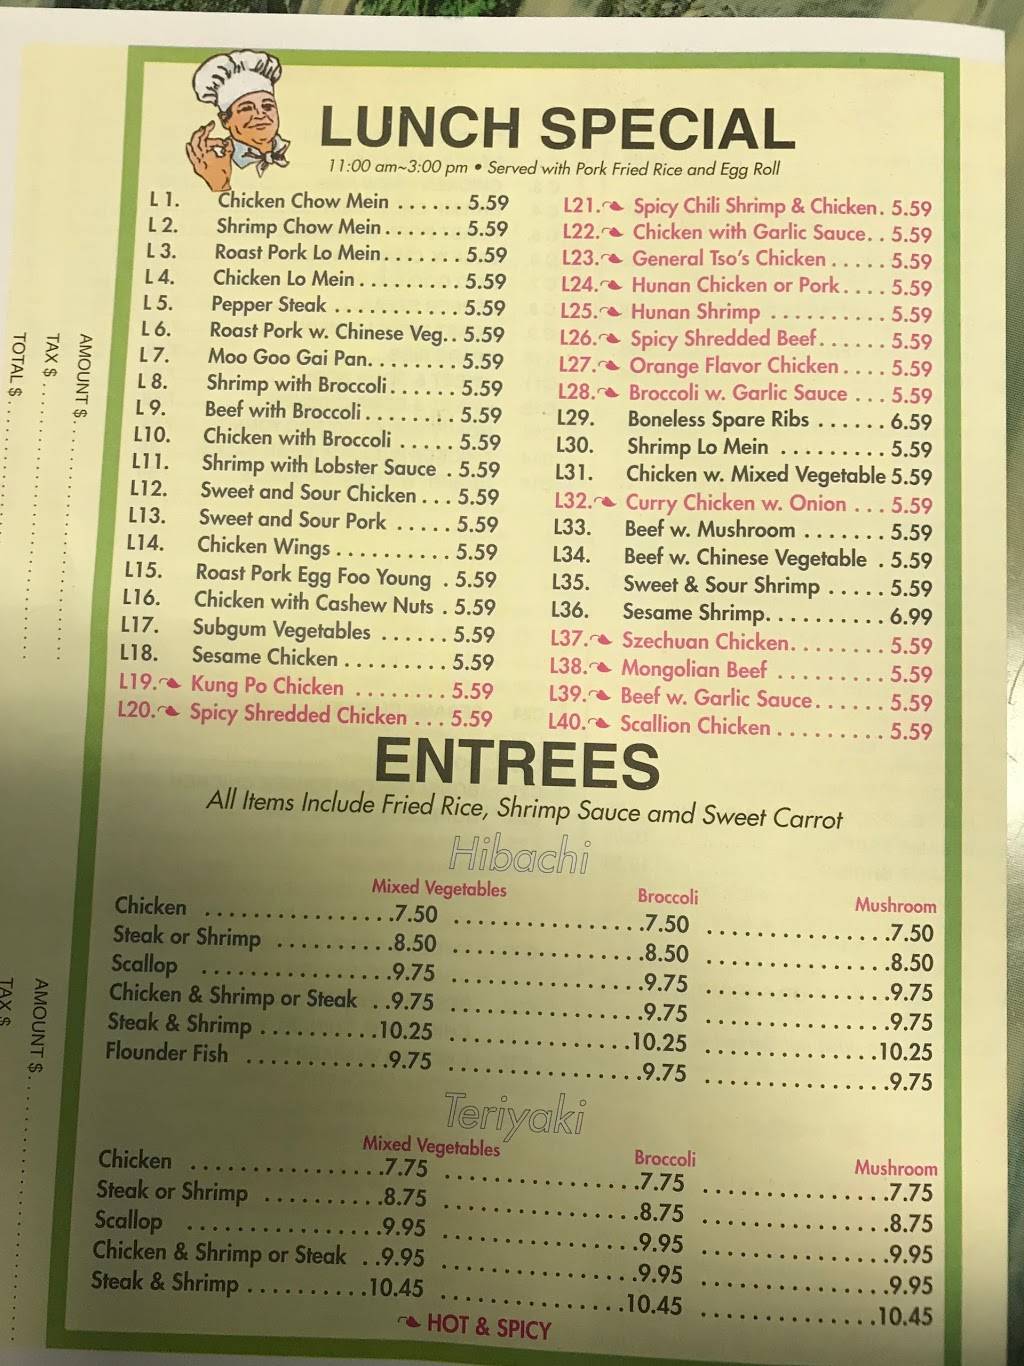 LUNCH SPECIAL
11:00 am~3:00 pm • Served with Pork Fried Rice and Egg Roll
L 1. Chicken Chow Mein . . . . . . 5.59
L 2. Shrimp Chow Mein . . . . . . . 5.59
L 3. Roast Pork Lo Mein . . . . . . . 5.59
L 4. Chicken Lo Mein . . . . . . . . . 5.59
L 5. Pepper Steak . . . . . . . . . . . 5.59
L 6. Roast Pork w. Chinese Veg. . 5.59
L 7. Moo Goo Gai Pan. . . . . . . . 5.59
L 8. Shrimp with Broccoli . . . . . . 5.59
L 9. Beef with Broccoli . . . . . . . 5.59
L10. Chicken with Broccoli . . . . . 5.59
L11. Shrimp with Lobster Sauce . 5.59
L12. Sweet and Sour Chicken . . . 5.59
L13. Sweet and Sour Pork . . . . . 5.59
L14. Chicken Wings . . . . . . . . . . 5.59
L15. Roast Pork Egg Foo Young . 5.59
L16. Chicken with Cashew Nuts . 5.59
L17. Subgum Vegetables . . . . . . 5.59
L18. Sesame Chicken . . . . . . . . . 5.59
L19. Kung Po Chicken . . . . . . . . 5.59
L20. Spicy Shredded Chicken . . . 5.59
L21. Spicy Chili Shrimp & Chicken. 5.59
L22. Chicken with Garlic Sauce. . 5.59
L23. General Tso's Chicken . . . . . 5.59
L24. Hunan Chicken or Pork . . . . 5.59
L25. Hunan Shrimp . . . . . . . . . . 5.59
L26. Spicy Shredded Beef. . . . . . 5.59
L27. Orange Flavor Chicken . . . . 5.59
L28. Broccoli w. Garlic Sauce . . . 5.59
L29. Boneless Spare Ribs . . . . . . 6.59
L30. Shrimp Lo Mein . . . . . . . . . 5.59
L31. Chicken w. Mixed Vegetable 5.59
L32. Curry Chicken w. Onion . . . 5.59
L33. Beef w. Mushroom . . . . . . . 5.59
L34. Beef w. Chinese Vegetable . 5.59
L35. Sweet & Sour Shrimp . . . . . 5.59
L36. Sesame Shrimp. . . . . . . . . . 6.99
L37. Szechuan Chicken. . . . . . . . 5.59
L38. Mongolian Beef . . . . . . . . . 5.59
L39. Beef w. Garlic Sauce. . . . . . 5.59
L40. Scallion Chicken . . . . . . . . . 5.59
ENTREES
All Items Include Fried Rice, Shrimp Sauce amd Sweet Carrot
Hibachi
Mixed Vegetables Broccoli Mushroom
Chicken . . . . . . . . . . . . . . . .7.50 . . . . . . . . . . . . . . . .7.50 . . . . . . . . . . . . . . .7.50
Steak or Shrimp . . . . . . . . . .8.50 . . . . . . . . . . . . . . . .8.50 . . . . . . . . . . . . . . .8.50
Scallop . . . . . . . . . . . . . . . .9.75 . . . . . . . . . . . . . . . .9.75 . . . . . . . . . . . . . . .9.75
Chicken & Shrimp or Steak . .9.75 . . . . . . . . . . . . . . . .9.75 . . . . . . . . . . . . . . .9.75
Steak & Shrimp . . . . . . . . . .10.25 . . . . . . . . . . . . . . .10.25 . . . . . . . . . . . . . .10.25
Flounder Fish . . . . . . . . . . . .9.75 . . . . . . . . . . . . . . . .9.75 . . . . . . . . . . . . . . .9.75
Teriyaki
Mixed Vegetables Broccoli Mushroom
Chicken . . . . . . . . . . . . . . . .7.75 . . . . . . . . . . . . . . . .7.75 . . . . . . . . . . . . . . .7.75
Steak or Shrimp . . . . . . . . . .8.75 . . . . . . . . . . . . . . . .8.75 . . . . . . . . . . . . . . .8.75
Scallop . . . . . . . . . . . . . . . .9.95 . . . . . . . . . . . . . . . .9.95 . . . . . . . . . . . . . . .9.95
Chicken & Shrimp or Steak . .9.95 . . . . . . . . . . . . . . . .9.95 . . . . . . . . . . . . . . .9.95
Steak & Shrimp . . . . . . . . . .10.45 . . . . . . . . . . . . . . .10.45 . . . . . . . . . . . . . .10.45
HOT & SPICY
AMOUNT $
TAX $
TOTAL $
AMOUNT $
TAX $